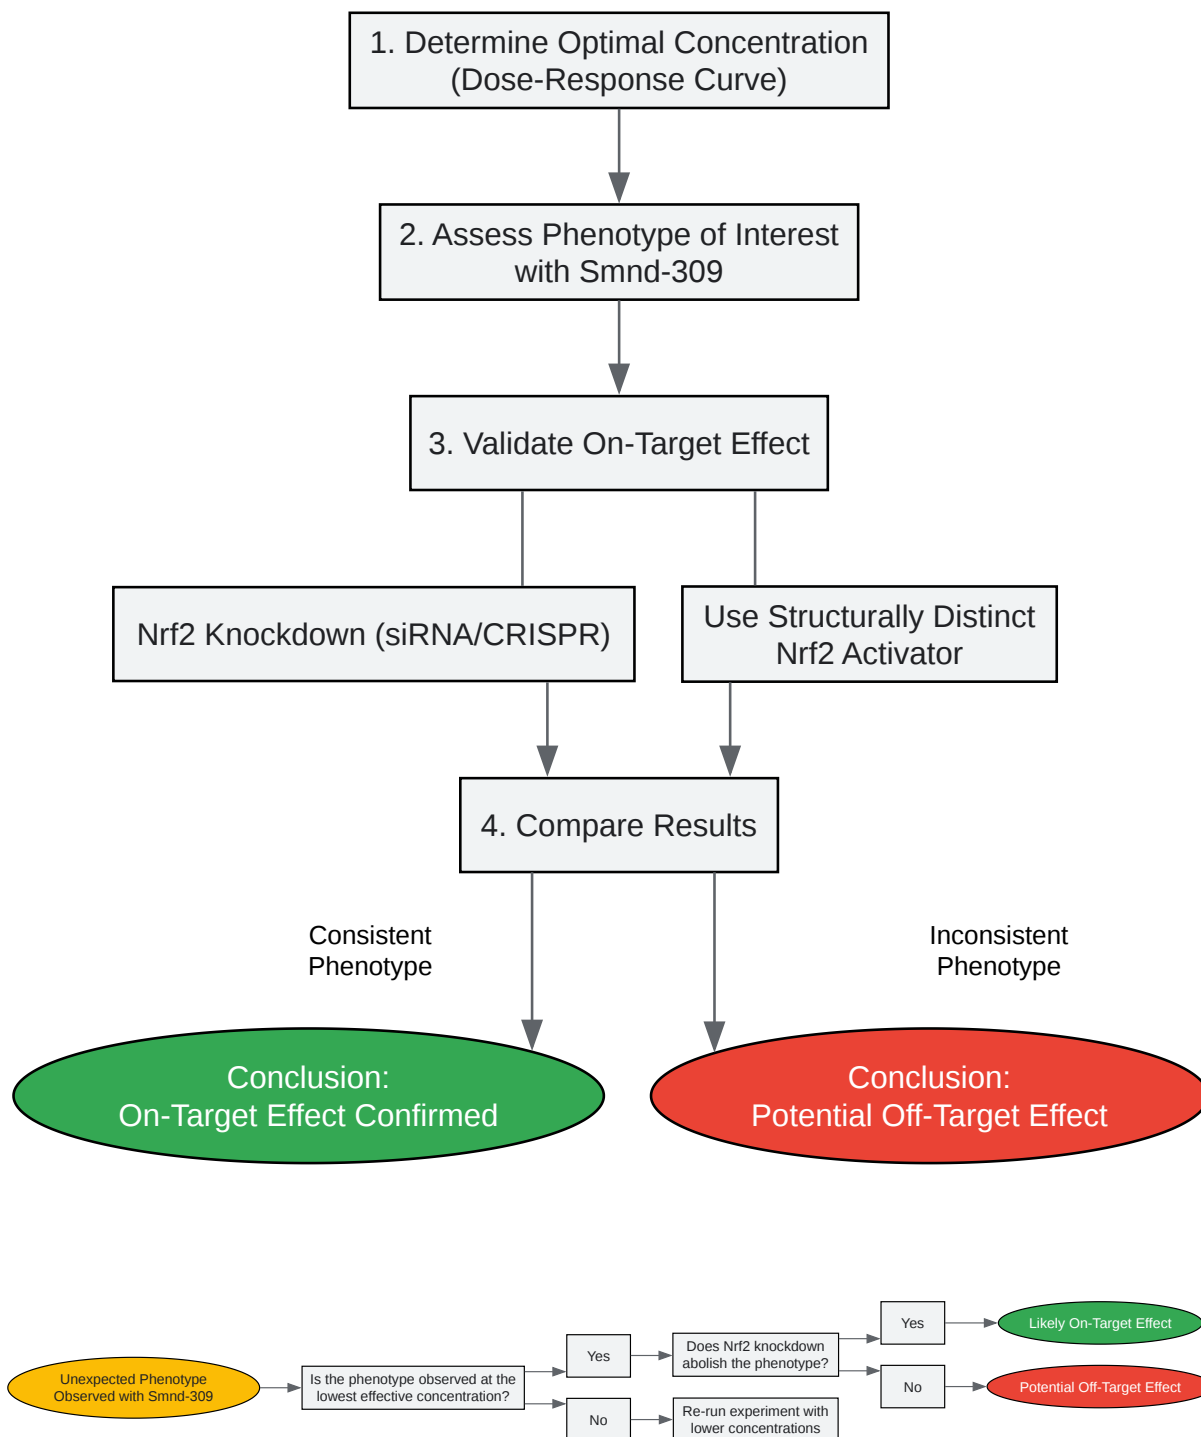 1. Determine Optimal Concentration
(Dose-Response Curve)
2. Assess Phenotype of Interest
with Smnd-309
3. Validate On-Target Effect
Nrf2 Knockdown (siRNA/CRISPR)
Use Structurally Distinct
Nrf2 Activator
4. Compare Results
Consistent
Phenotype
Inconsistent
Phenotype
Conclusion:
On-Target Effect Confirmed
Conclusion:
Potential Off-Target Effect
Unexpected Phenotype
Observed with Smnd-309
Is the phenotype observed at the
lowest effective concentration?
Yes
No
Does Nrf2 knockdown
abolish the phenotype?
Re-run experiment with
lower concentrations
Yes
No
Likely On-Target Effect
Potential Off-Target Effect